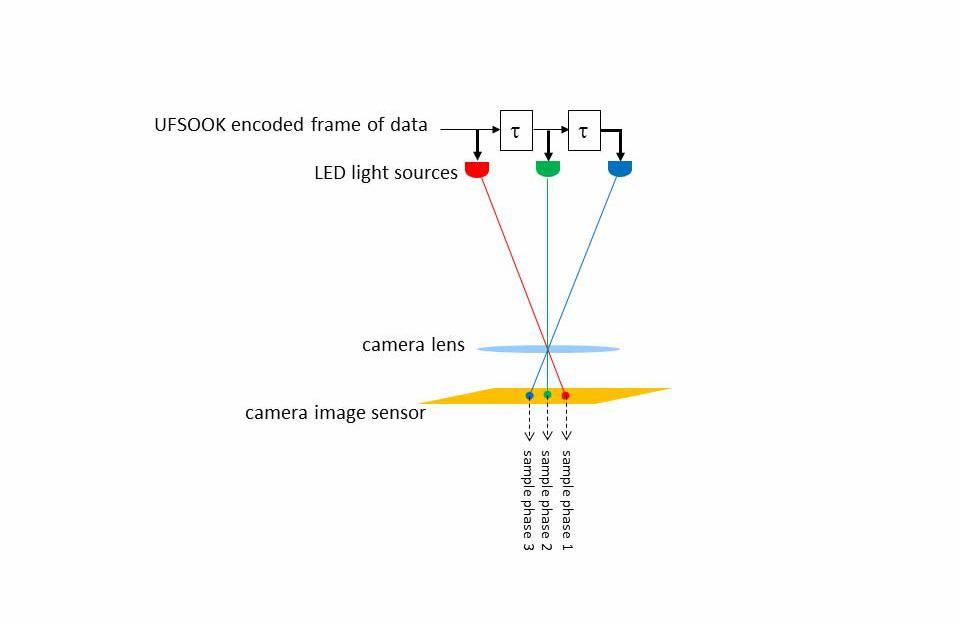 UFSOOK encoded frame of data
τ
τ
LED light sources
camera lens
camera image sensor
sample phase 3
sample phase 2
sample phase 1